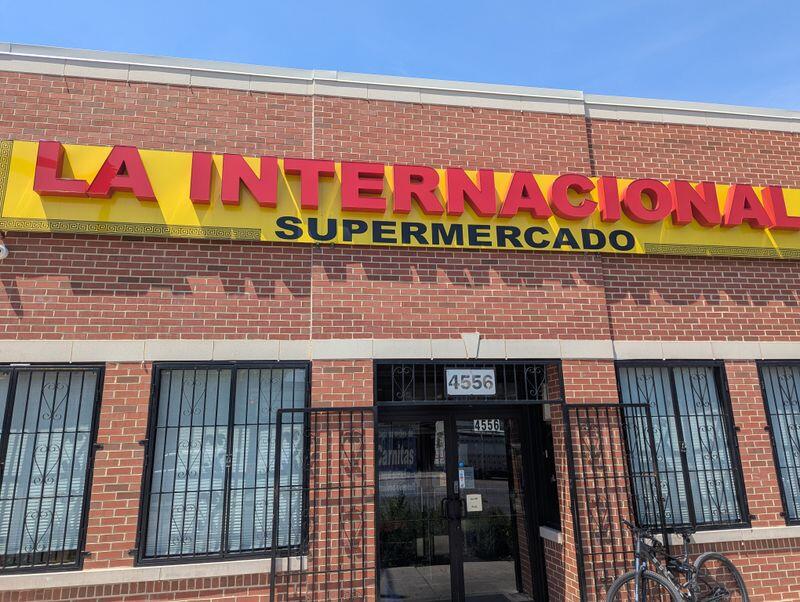 LA INTERNACIONAL
SUPERMERCADO
4556
4556
Carnitas